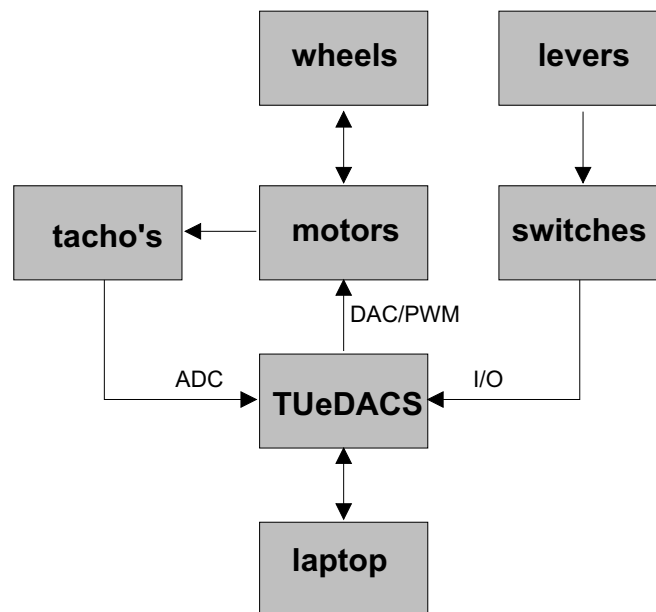 wheels
levers
tacho's
motors
switches
DAC/PWM
ADC
I/O
TUeDACS
laptop